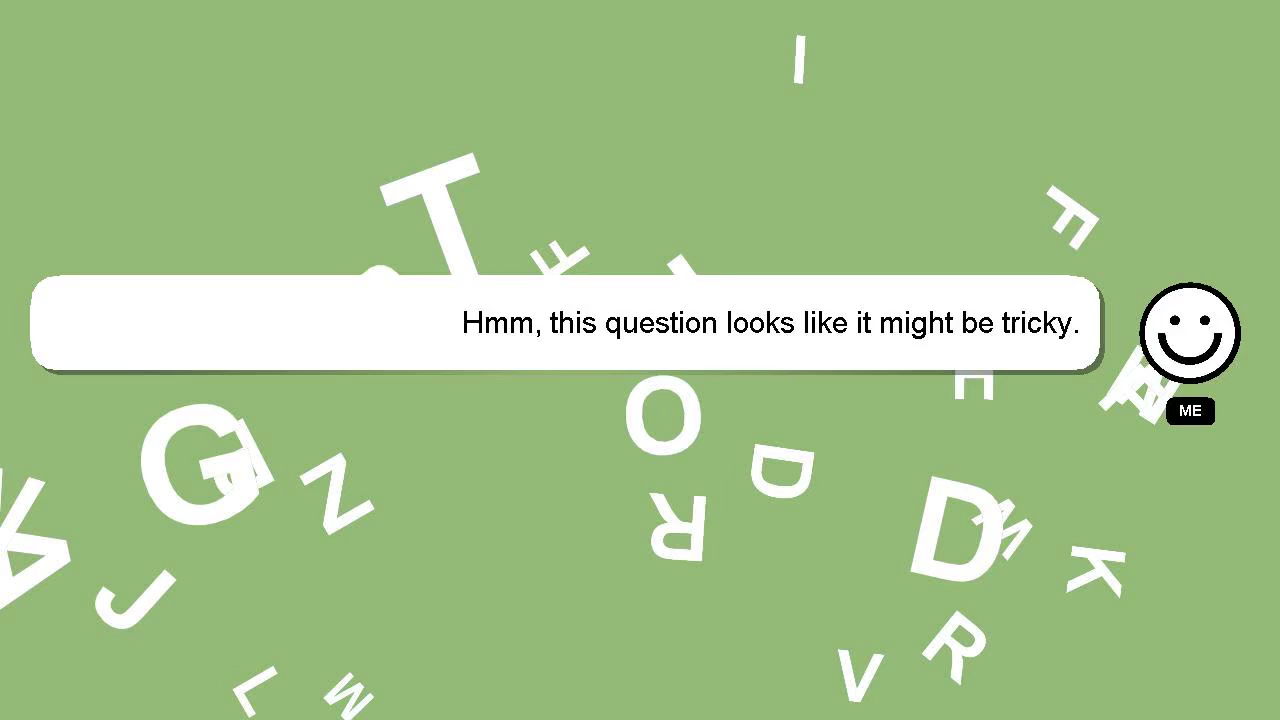 Hmm, this question looks like it might be tricky.
ME
I
T
F
F
O
H
G
Z
D
R
D
M
K
J
R
V
L
M